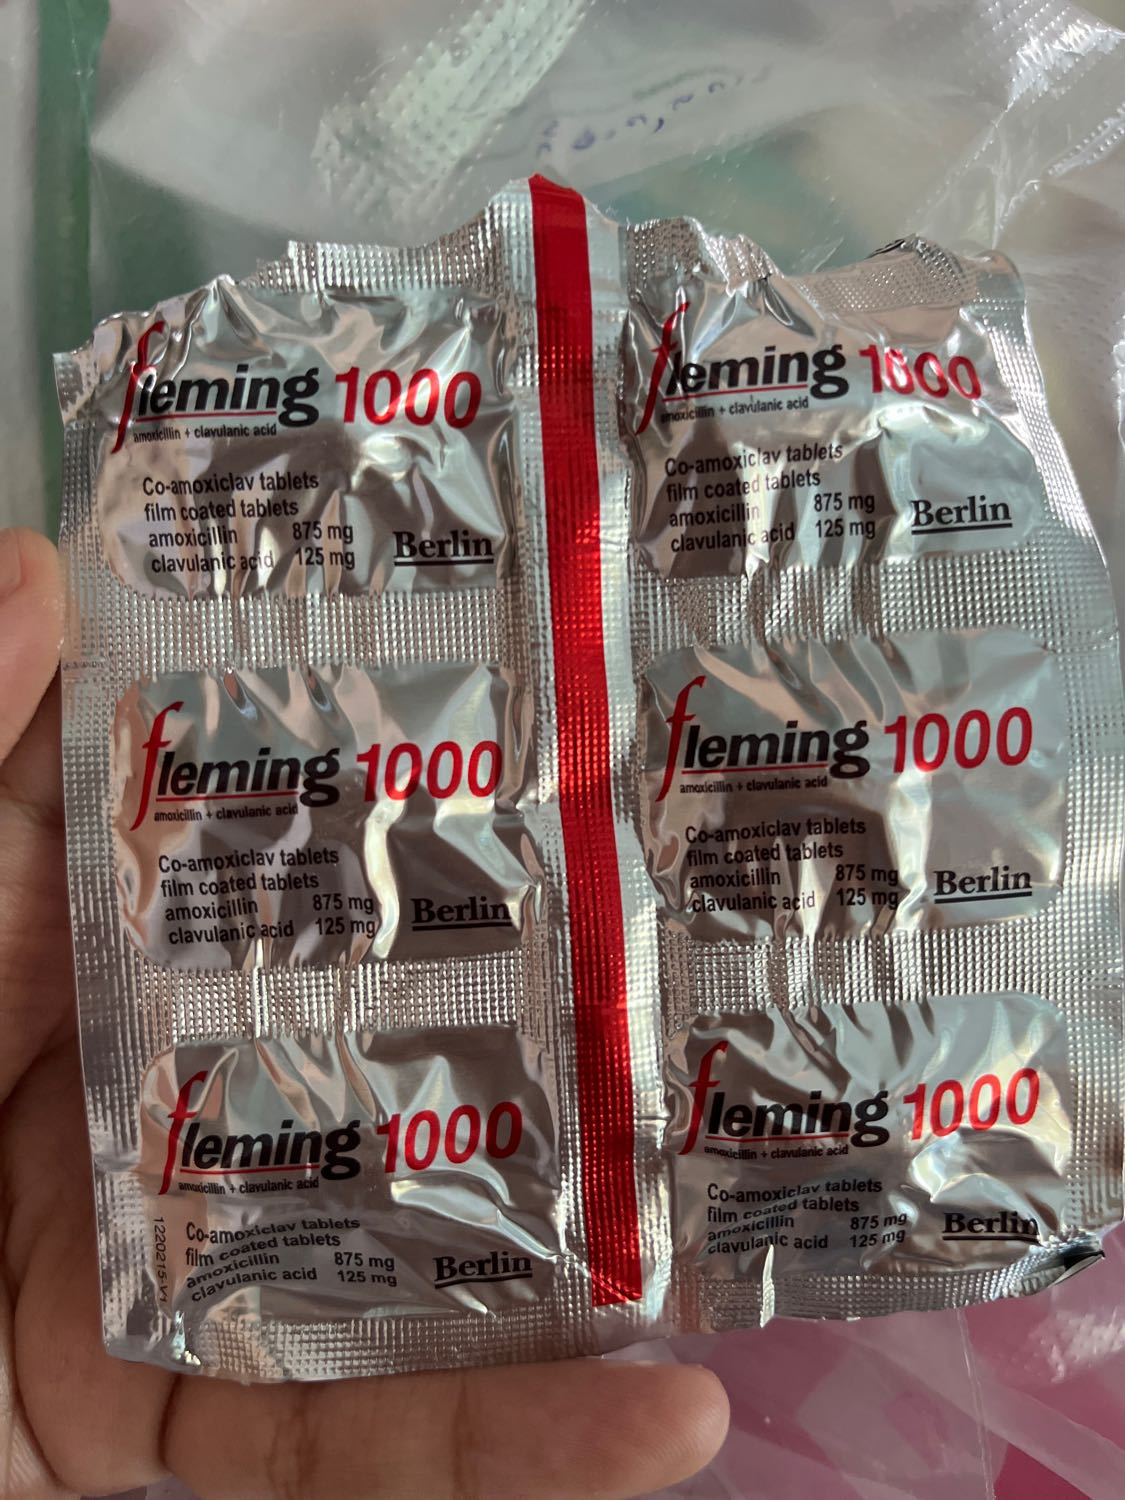 fleming 1000
amoxicillin + clavulanic acid
Co-amoxiclav tablets
film coated tablets
amoxicillin 875 mg
clavulanic acid 125 mg
Berlin
fleming 1000
amoxicillin + clavulanic acid
Co-amoxiclav tablets
film coated tablets
amoxicillin 875 mg
clavulanic acid 125 mg
Berlin
fleming 1000
amoxicillin + clavulanic acid
Co-amoxiclav tablets
film coated tablets
amoxicillin 875 mg
clavulanic acid 125 mg
Berlin
fleming 1000
amoxicillin + clavulanic acid
Co-amoxiclav tablets
film coated tablets
amoxicillin 875 mg
clavulanic acid 125 mg
Berlin
fleming 1000
amoxicillin + clavulanic acid
Co-amoxiclav tablets
film coated tablets
amoxicillin 875 mg
clavulanic acid 125 mg
Berlin
1220215-V1
fleming 1000
amoxicillin + clavulanic acid
Co-amoxiclav tablets
film coated tablets
amoxicillin 875 mg
clavulanic acid 125 mg
Berlin